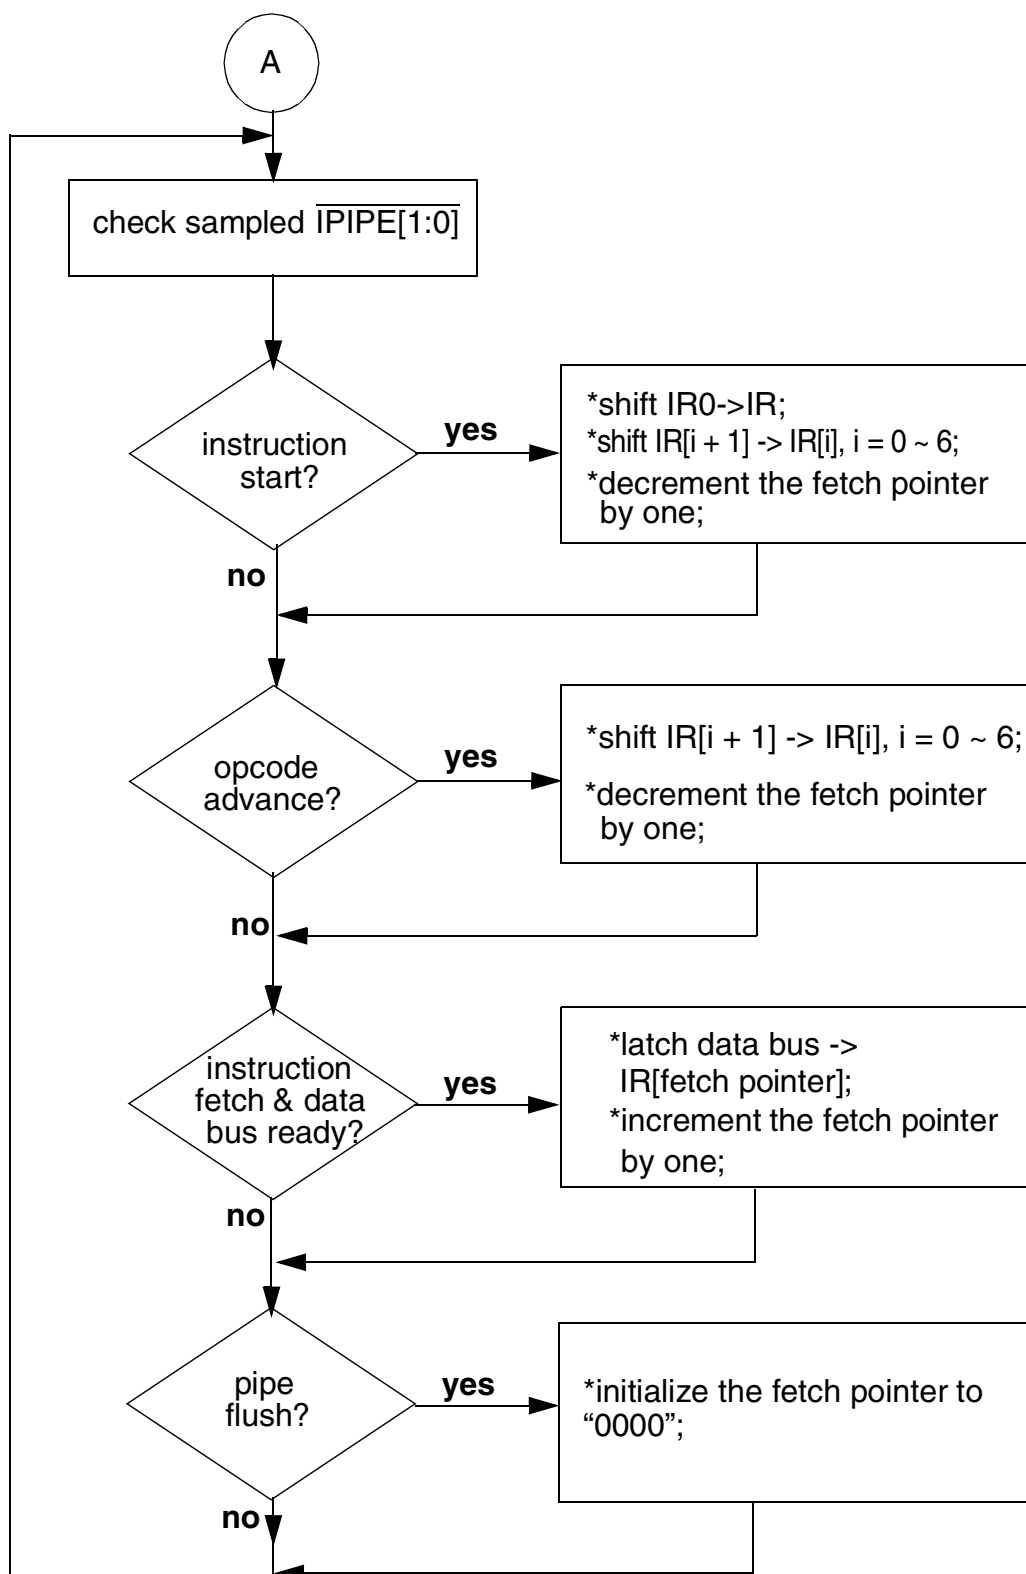 A
check sampled IPIPE[1:0]
instruction
start?
yes
*shift IR0->IR;
*shift IR[i + 1] -> IR[i], i = 0 ~ 6;
*decrement the fetch pointer
by one;
no
opcode
advance?
yes
*shift IR[i + 1] -> IR[i], i = 0 ~ 6;
*decrement the fetch pointer
by one;
no
instruction
fetch & data
bus ready?
yes
*latch data bus ->
IR[fetch pointer];
*increment the fetch pointer
by one;
no
pipe
flush?
yes
*initialize the fetch pointer to
“0000”;
no